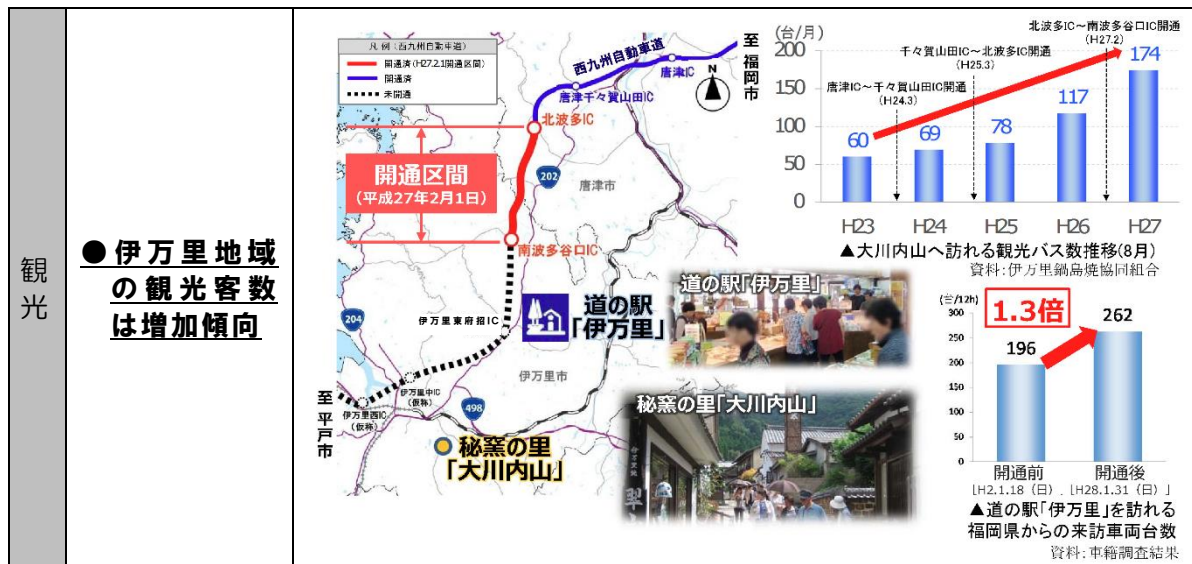 観光
●伊万里地域
の観光客数
は増加傾向
凡 例 (西九州自動車道)
開通済(H27.2.1開通区間)
開通済
未開通
西九州自動車道
至 福岡市
唐津IC
N
唐津千々賀山田IC
北波多IC
開通区間
(平成27年2月1日)
202
唐津市
南波多谷口IC
道の駅
「伊万里」
伊万里東府招IC
204
伊万里市
伊万里中IC
(仮称)
伊万里西IC
(仮称)
498
至 平戸市
秘窯の里
「大川内山」
道の駅「伊万里」
秘窯の里「大川内山」
(台/月)
200
150
100
50
0
北波多IC～南波多谷口IC開通
(H27.2)
千々賀山田IC～北波多IC開通
(H25.3)
唐津IC～千々賀山田IC開通
(H24.3)
60
69
78
117
174
H23
H24
H25
H26
H27
▲大川内山へ訪れる観光バス数推移(8月)
資料:伊万里鍋島焼協同組合
(台/12h)
300
250
200
150
100
50
0
1.3倍
196
262
開通前
開通後
[H2.1.18 (日)
[H28.1.31 (日)
▲道の駅「伊万里」を訪れる
福岡県からの来訪車両台数
資料:車籍調査結果